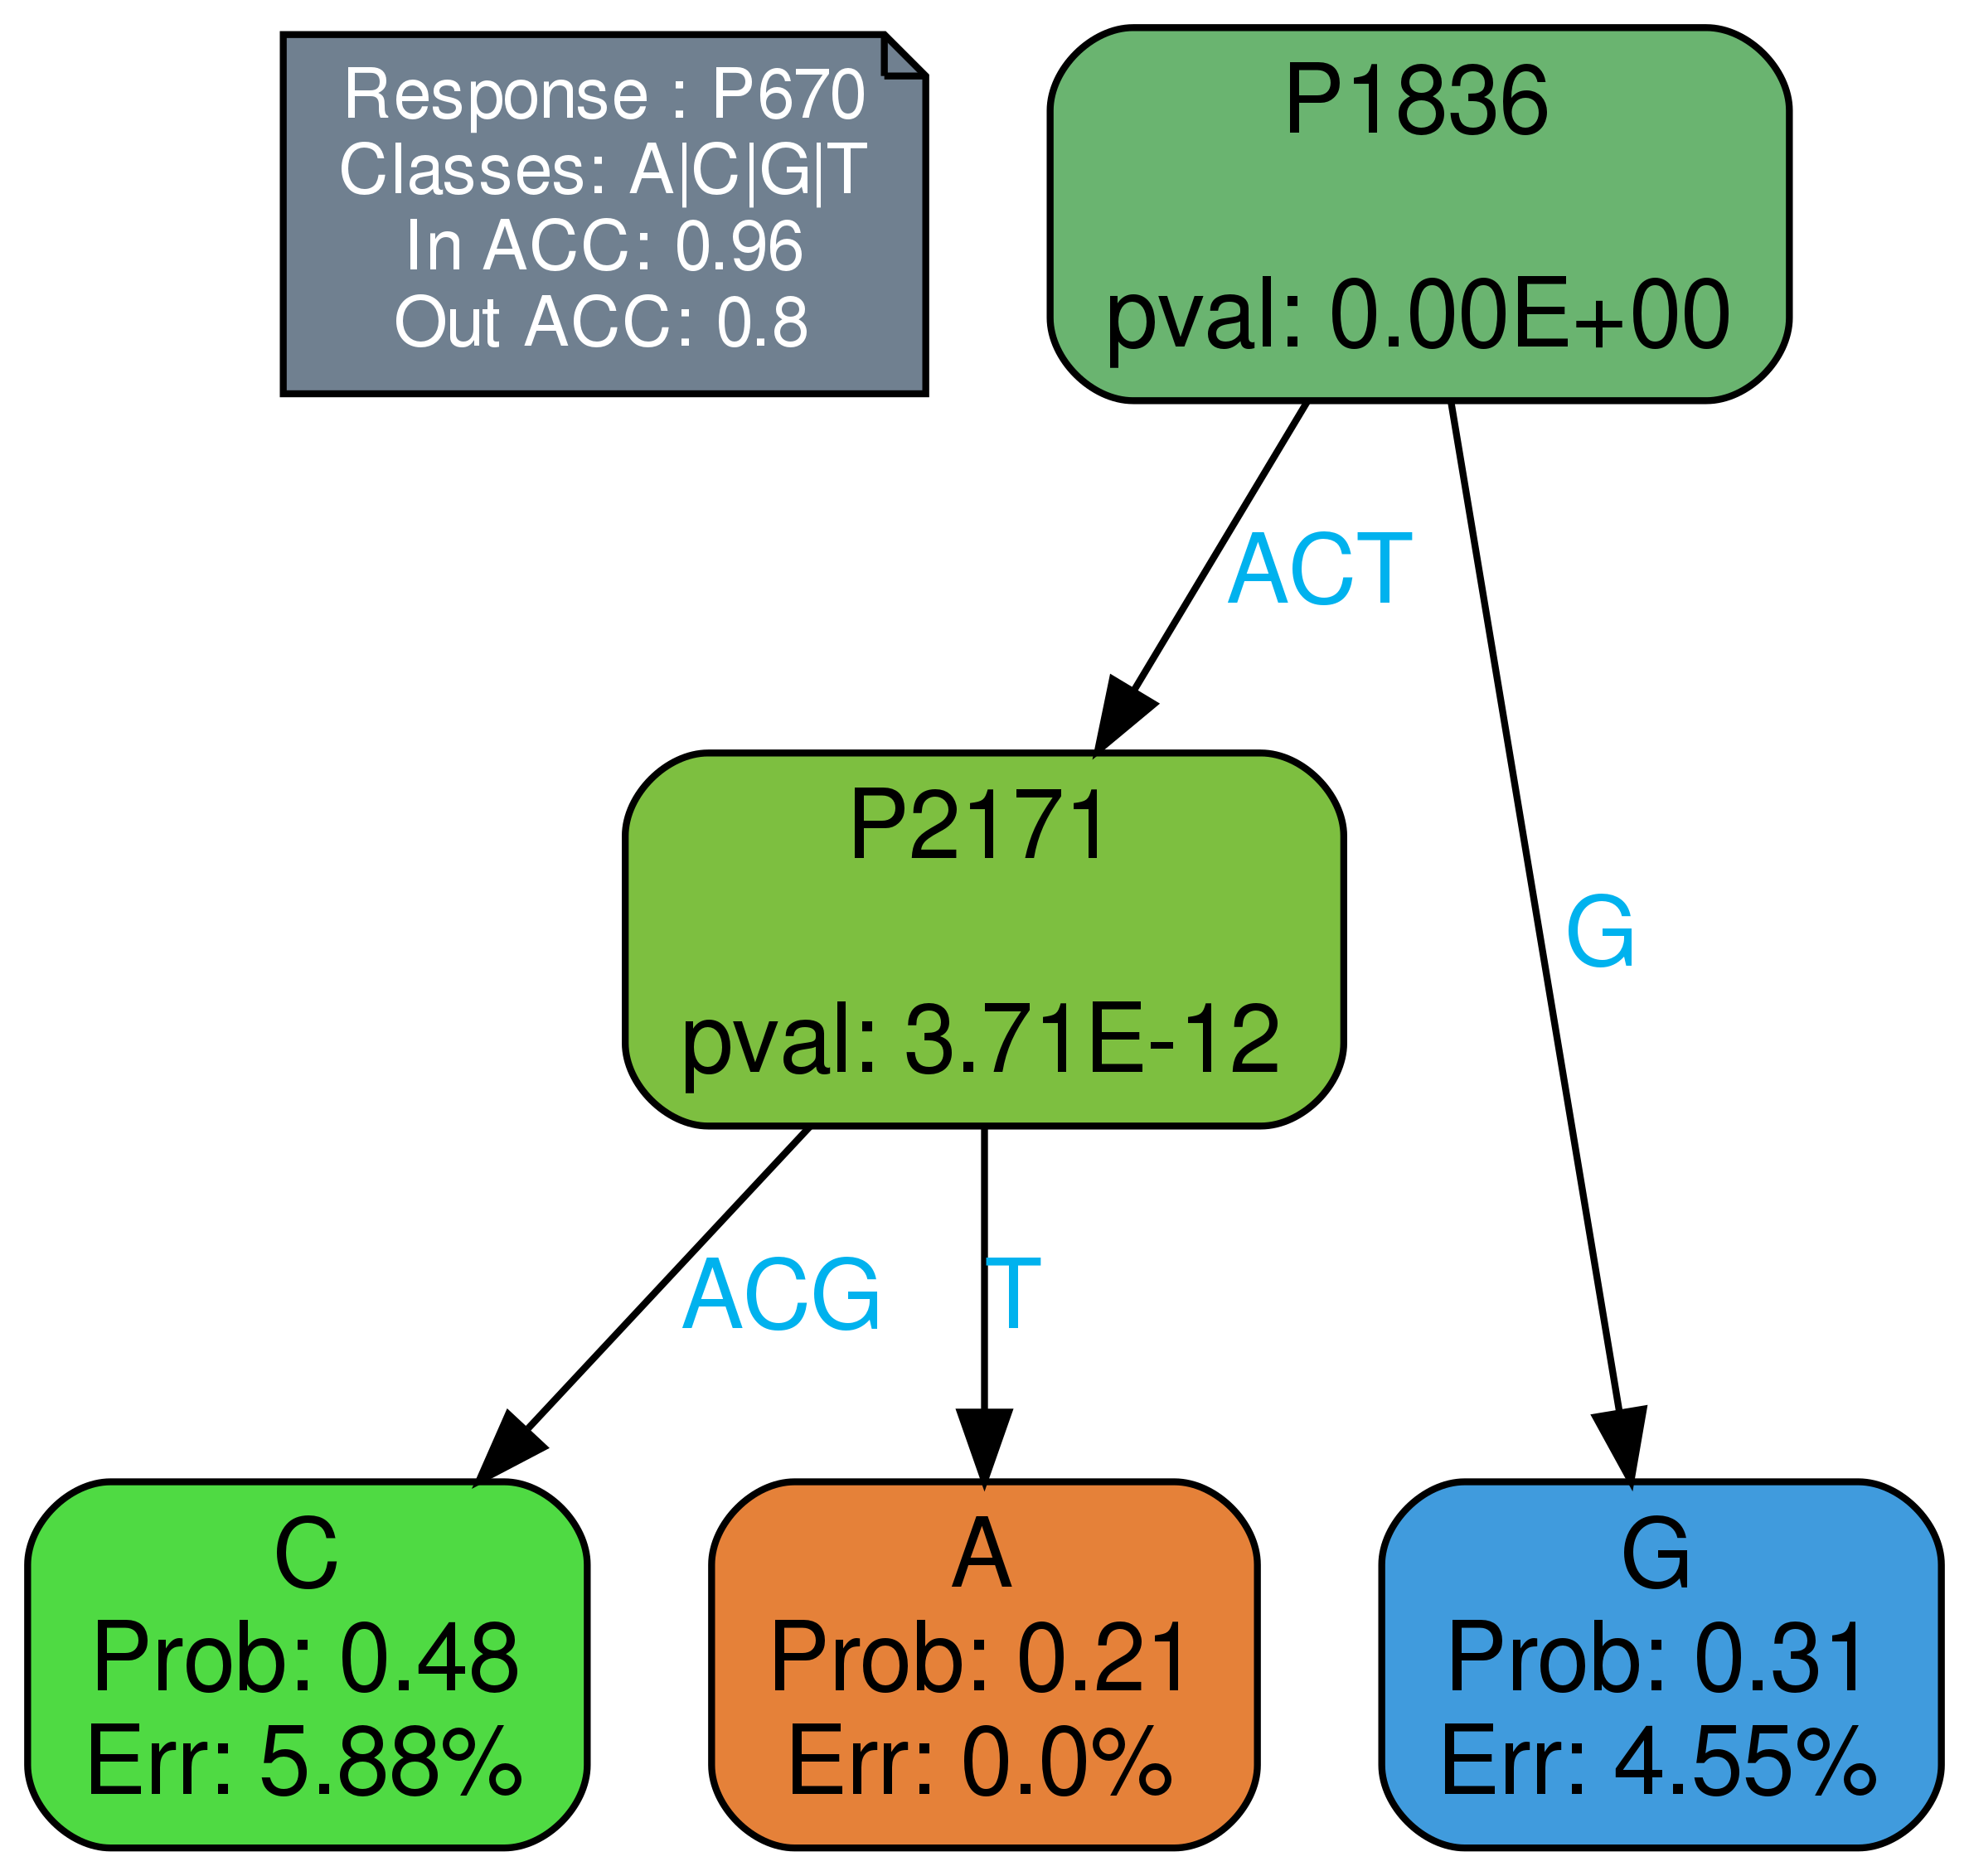 Response : P670
Classes: A|C|G|T
In ACC: 0.96
Out ACC: 0.8
P1836
pval: 0.00E+00
ACT
P2171
pval: 3.71E-12
G
ACG
T
C
Prob: 0.48
Err: 5.88%
A
Prob: 0.21
Err: 0.0%
G
Prob: 0.31
Err: 4.55%